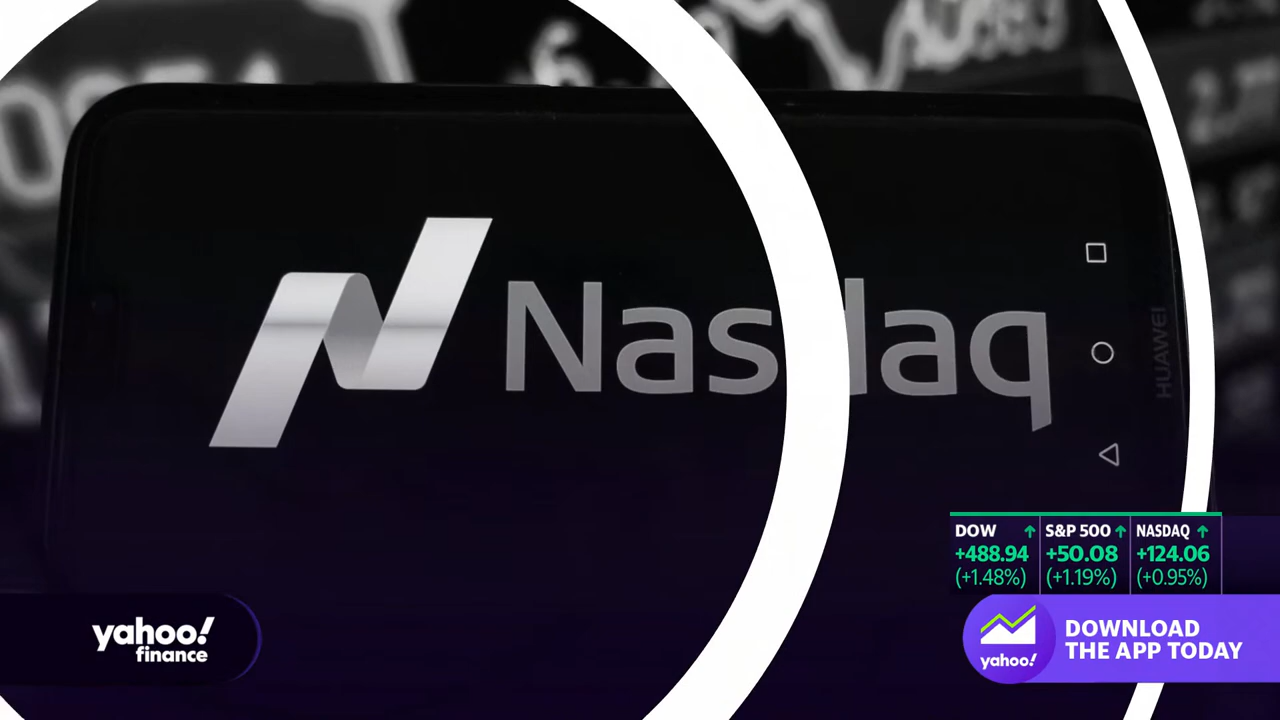 Nasdaq
HUAWEI
DOW
+488.94
(+1.48%)
S&P 500
+50.08
(+1.19%)
NASDAQ
+124.06
(+0.95%)
yahoo!
finance
yahoo!
DOWNLOAD
THE APP TODAY